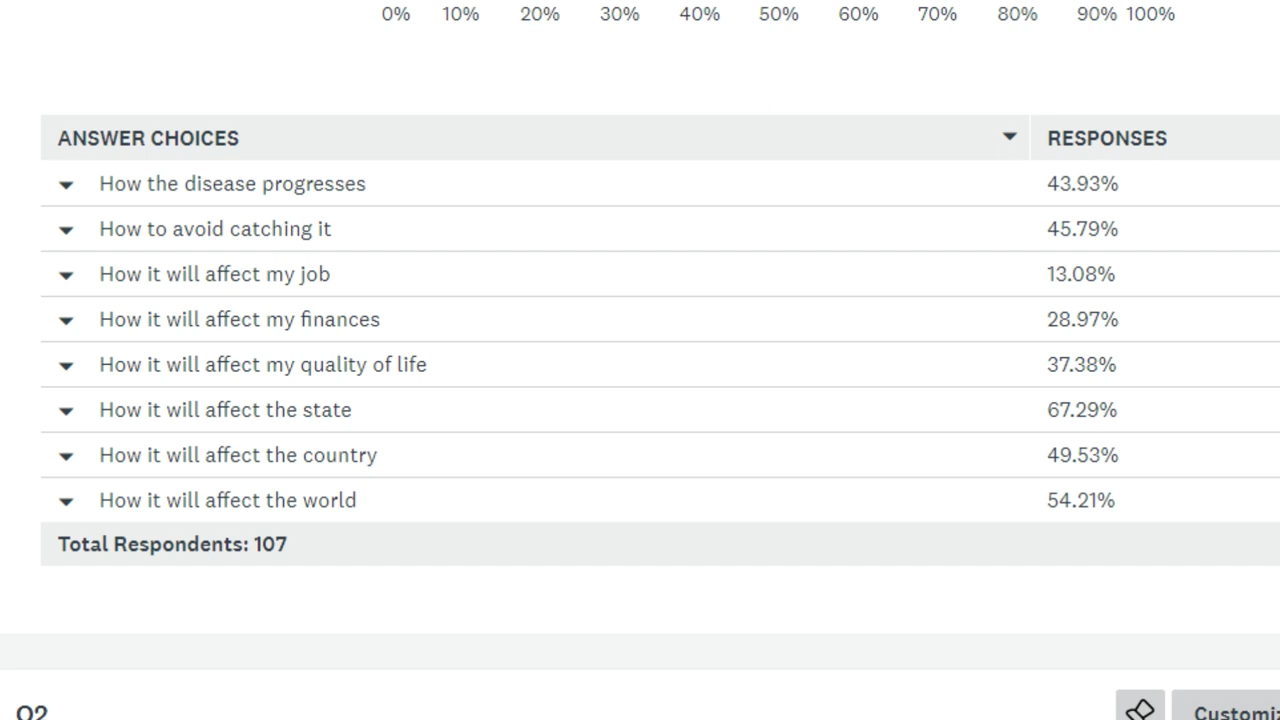 0% 10% 20% 30% 40% 50% 60% 70% 80% 90% 100%
ANSWER CHOICES RESPONSES
How the disease progresses 43.93%
How to avoid catching it 45.79%
How it will affect my job 13.08%
How it will affect my finances 28.97%
How it will affect my quality of life 37.38%
How it will affect the state 67.29%
How it will affect the country 49.53%
How it will affect the world 54.21%
Total Respondents: 107
Q2